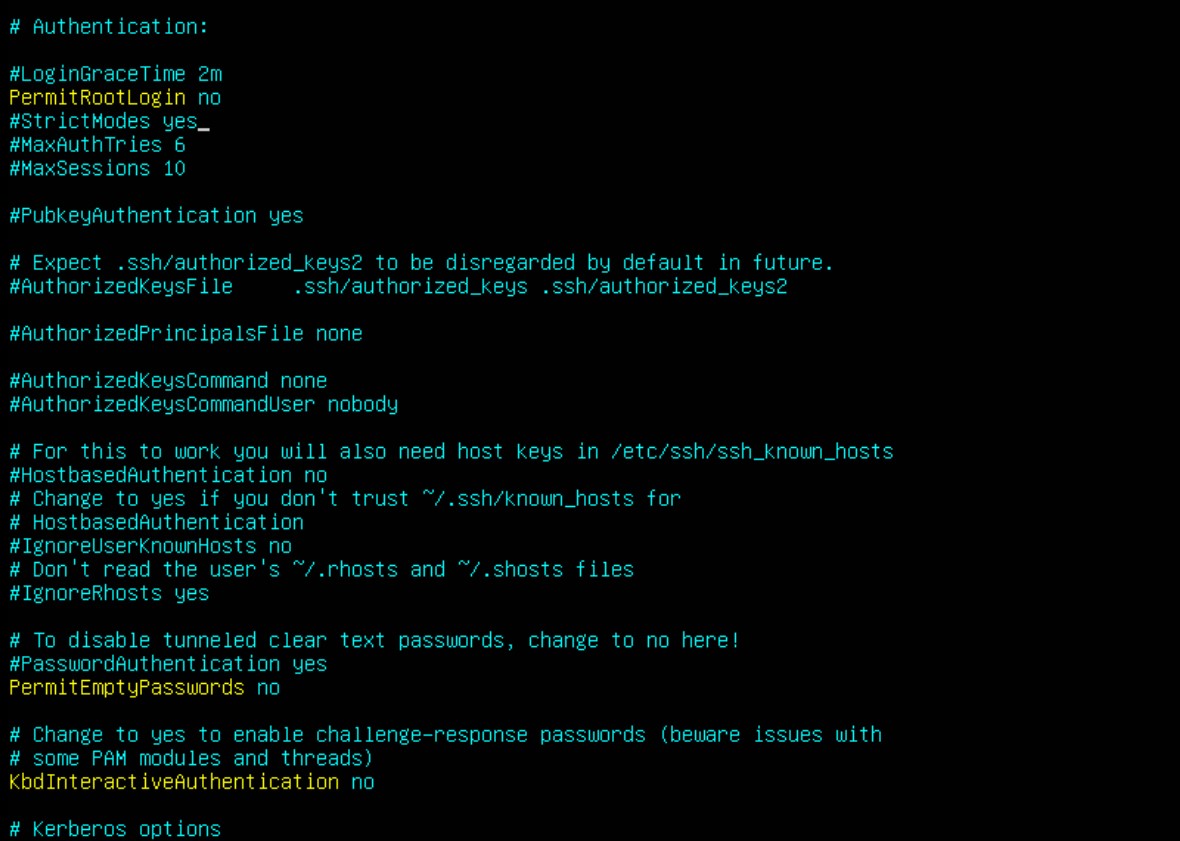 # Authentication:
#LoginGraceTime 2m
PermitRootLogin no
#StrictModes yes
#MaxAuthTries 6
#MaxSessions 10
#PubkeyAuthentication yes
# Expect .ssh/authorized_keys2 to be disregarded by default in future.
#AuthorizedKeysFile     .ssh/authorized_keys .ssh/authorized_keys2
#AuthorizedPrincipalsFile none
#AuthorizedKeysCommand none
#AuthorizedKeysCommandUser nobody
# For this to work you will also need host keys in /etc/ssh/ssh_known_hosts
#HostbasedAuthentication no
# Change to yes if you don't trust ~/.ssh/known_hosts for
# HostbasedAuthentication
#IgnoreUserKnownHosts no
# Don't read the user's ~/.rhosts and ~/.shosts files
#IgnoreRhosts yes
# To disable tunneled clear text passwords, change to no here!
#PasswordAuthentication yes
PermitEmptyPasswords no
# Change to yes to enable challenge-response passwords (beware issues with
# some PAM modules and threads)
KbdInteractiveAuthentication no
# Kerberos options